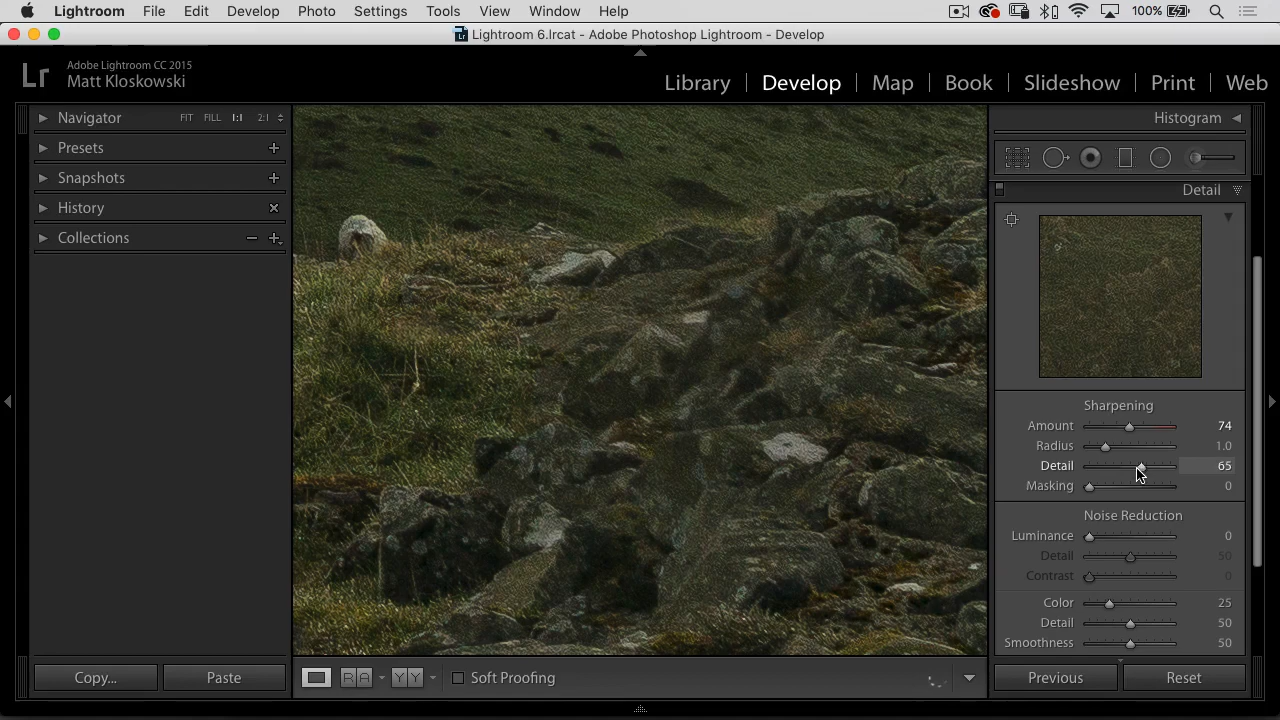 Lightroom File Edit Develop Photo Settings Tools View Window Help 100%
Lightroom 6.lrcat - Adobe Photoshop Lightroom - Develop
Lr Adobe Lightroom CC 2015
Matt Kloskowski
Library Develop Map Book Slideshow Print Web
Navigator FIT FILL 1:1 2:1
Presets
Snapshots
History
Collections
Histogram
Detail
Sharpening
Amount 74
Radius 1.0
Detail 65
Masking 0
Noise Reduction
Luminance 0
Detail 50
Contrast 0
Color 25
Detail 50
Smoothness 50
Copy... Paste
R A Y Y Soft Proofing
Previous Reset